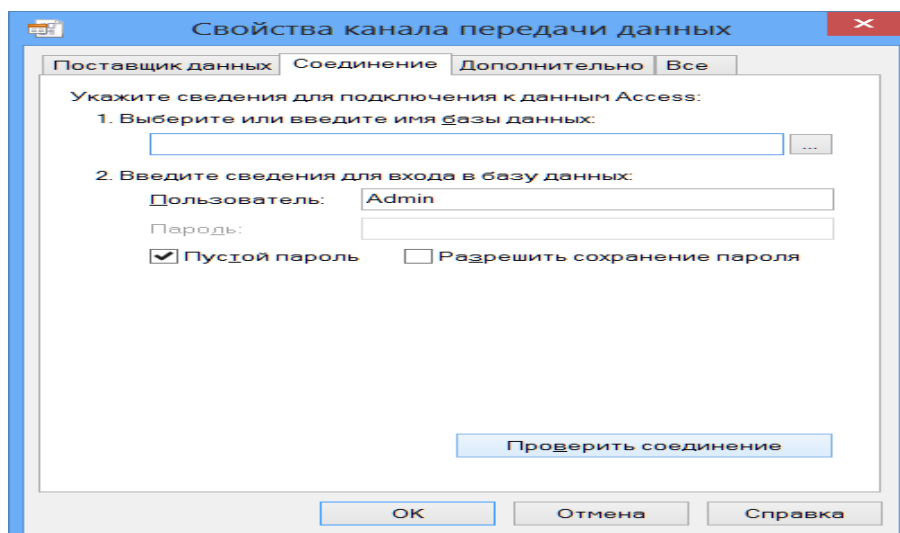 Свойства канала передачи данных
Поставщик данных Соединение Дополнительно Все
Укажите сведения для подключения к данным Access:
1. Выберите или введите имя базы данных:
...
2. Введите сведения для входа в базу данных:
Пользователь: Admin
Пароль:
Пустой пароль Разрешить сохранение пароля
Проверить соединение
ОК Отмена Справка